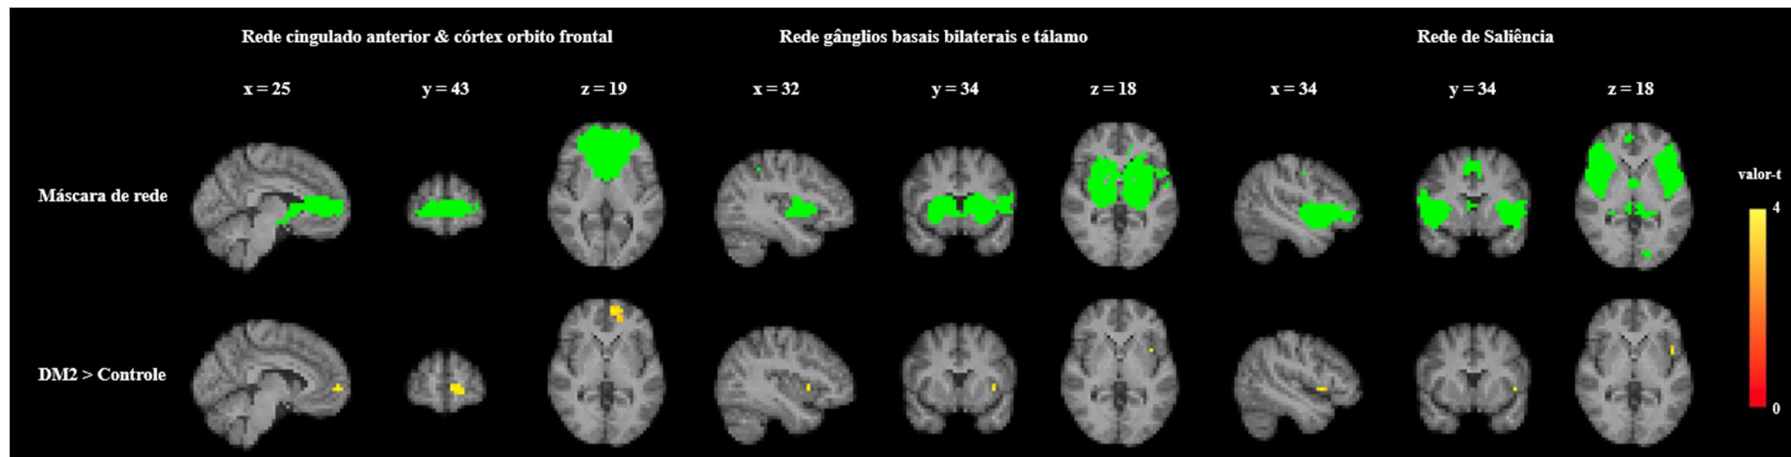 Rede cingulado anterior & córtex orbito frontal
Rede gânglios basais bilaterais e tálamo
Rede de Saliência
x = 25
y = 43
z = 19
x = 32
y = 34
z = 18
x = 34
y = 34
z = 18
Máscara de rede
valor-t
4
DM2 > Controle
0